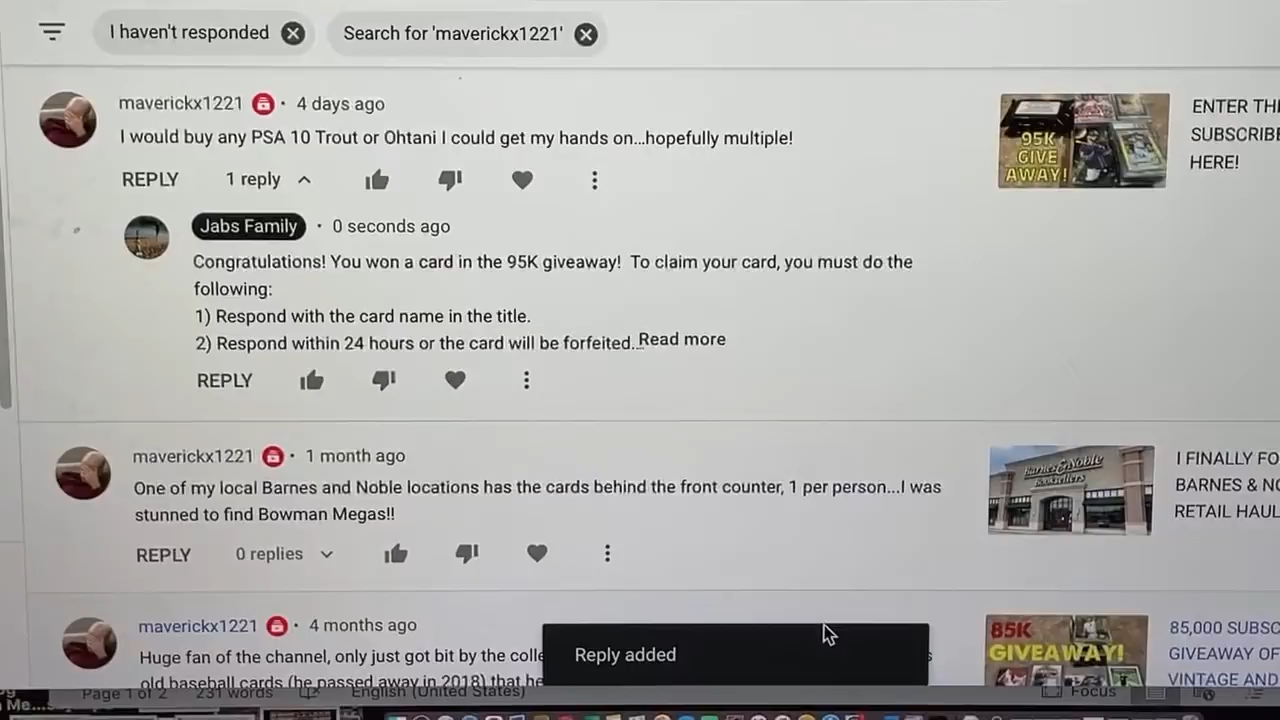 I haven't responded
Search for 'maverickx1221'
maverickx1221 · 4 days ago
I would buy any PSA 10 Trout or Ohtani I could get my hands on...hopefully multiple!
REPLY 1 reply
95K
GIVE
AWAY!
ENTER TH
SUBSCRIBE
HERE!
Jabs Family · 0 seconds ago
Congratulations! You won a card in the 95K giveaway! To claim your card, you must do the
following:
1) Respond with the card name in the title.
2) Respond within 24 hours or the card will be forfeited...Read more
REPLY
maverickx1221 · 1 month ago
One of my local Barnes and Noble locations has the cards behind the front counter, 1 per person...I was
stunned to find Bowman Megas!!
REPLY 0 replies
Barnes & Noble
Booksellers
I FINALLY FO
BARNES & NO
RETAIL HAUL
maverickx1221 · 4 months ago
Huge fan of the channel, only just got bit by the colle
old baseball cards (he passed away in 2018) that he
Reply added
85K
GIVEAWAY!
85,000 SUBSC
GIVEAWAY OF
VINTAGE AND
Page 1 of 2 231 words English (United States)
Focus